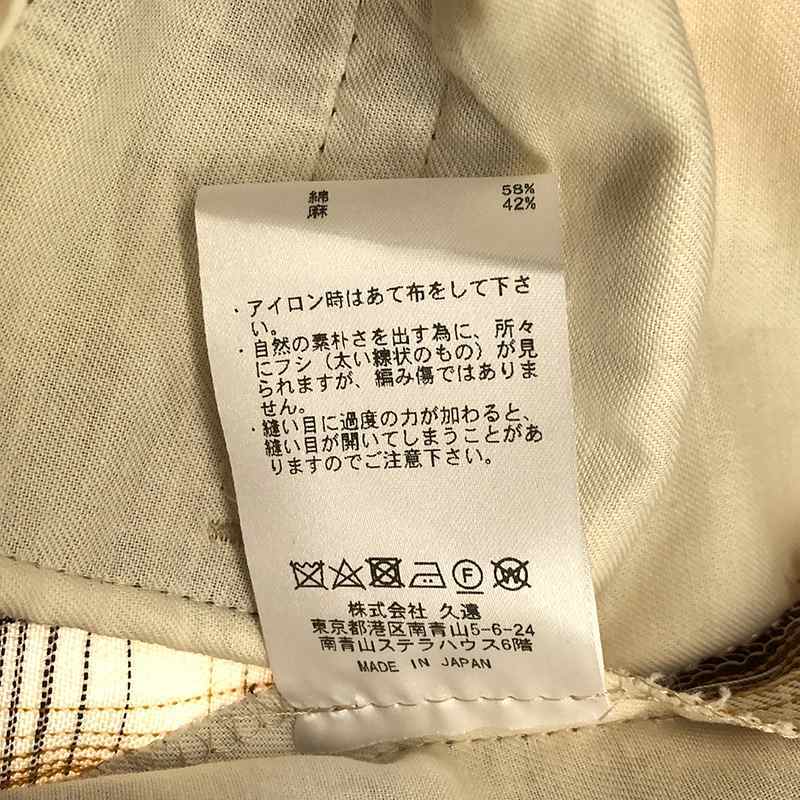 綿 58%
麻 42%
・アイロン時はあて布をして下さ
い。
・自然の素朴さを出す為に、所々
にフシ（太い線状のもの）が見
られますが、編み傷ではありま
せん。
・縫い目に過度の力が加わると、
縫い目が開いてしまうことがあ
りますのでご注意下さい。
F
W
株式会社 久遠
東京都港区南青山5-6-24
南青山ステラハウス6階
MADE IN JAPAN